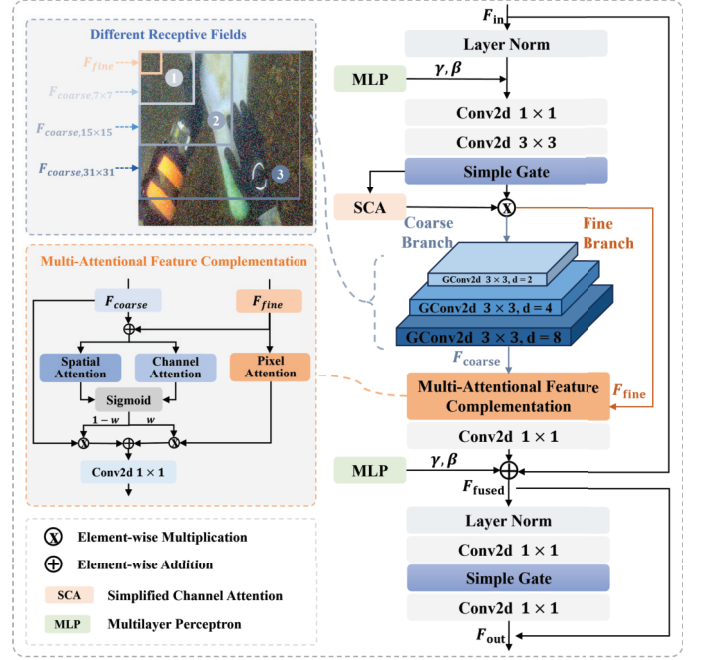 Different Receptive Fields
F_fine
F_coarse,7×7
F_coarse,15×15
F_coarse,31×31
1
2
3
Multi-Attentional Feature Complementation
F_coarse
F_fine
Spatial Attention
Channel Attention
Pixel Attention
Sigmoid
1 − w
w
Conv2d 1 × 1
Element-wise Multiplication
Element-wise Addition
SCA
Simplified Channel Attention
MLP
Multilayer Perceptron
F_in
Layer Norm
MLP
γ, β
Conv2d 1 × 1
Conv2d 3 × 3
Simple Gate
SCA
Coarse
Branch
Fine
Branch
GConv2d 3 × 3, d = 2
GConv2d 3 × 3, d = 4
GConv2d 3 × 3, d = 8
F_coarse
Multi-Attentional Feature
Complementation
F_fine
Conv2d 1 × 1
MLP
γ, β
F_fused
Layer Norm
Conv2d 1 × 1
Simple Gate
Conv2d 1 × 1
F_out